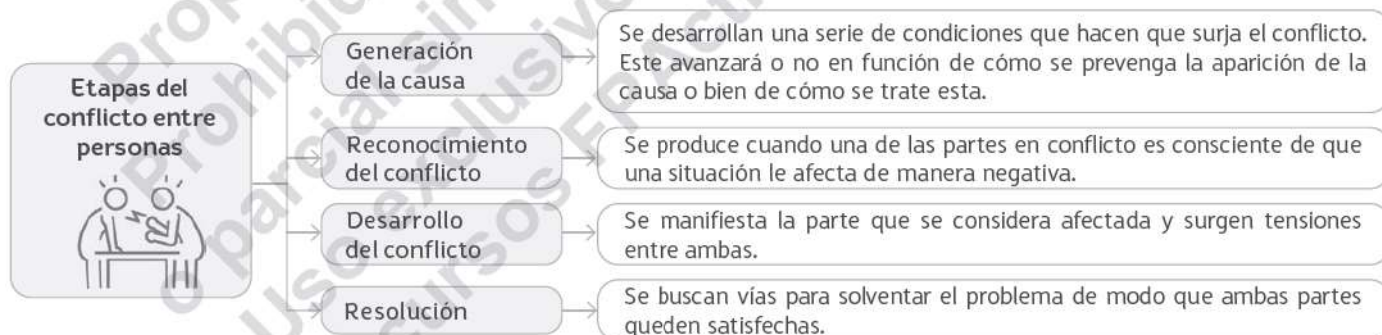 Etapas del
conflicto entre
personas
Generación
de la causa
Se desarrollan una serie de condiciones que hacen que surja el conflicto.
Este avanzará o no en función de cómo se prevenga la aparición de la
causa o bien de cómo se trate esta.
Reconocimiento
del conflicto
Se produce cuando una de las partes en conflicto es consciente de que
una situación le afecta de manera negativa.
Desarrollo
del conflicto
Se manifiesta la parte que se considera afectada y surgen tensiones
entre ambas.
Resolución
Se buscan vías para solventar el problema de modo que ambas partes
queden satisfechas.